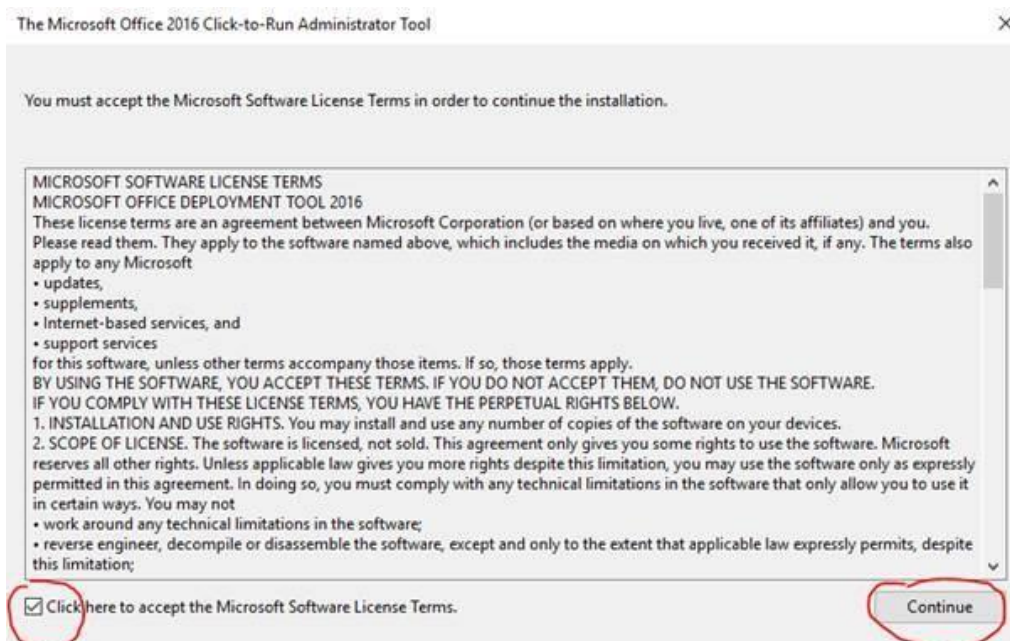 The Microsoft Office 2016 Click-to-Run Administrator Tool
You must accept the Microsoft Software License Terms in order to continue the installation.
MICROSOFT SOFTWARE LICENSE TERMS
MICROSOFT OFFICE DEPLOYMENT TOOL 2016
These license terms are an agreement between Microsoft Corporation (or based on where you live, one of its affiliates) and you.
Please read them. They apply to the software named above, which includes the media on which you received it, if any. The terms also
apply to any Microsoft
• updates,
• supplements,
• Internet-based services, and
• support services
for this software, unless other terms accompany those items. If so, those terms apply.
BY USING THE SOFTWARE, YOU ACCEPT THESE TERMS. IF YOU DO NOT ACCEPT THEM, DO NOT USE THE SOFTWARE.
IF YOU COMPLY WITH THESE LICENSE TERMS, YOU HAVE THE PERPETUAL RIGHTS BELOW.
1. INSTALLATION AND USE RIGHTS. You may install and use any number of copies of the software on your devices.
2. SCOPE OF LICENSE. The software is licensed, not sold. This agreement only gives you some rights to use the software. Microsoft
reserves all other rights. Unless applicable law gives you more rights despite this limitation, you may use the software only as expressly
permitted in this agreement. In doing so, you must comply with any technical limitations in the software that only allow you to use it
in certain ways. You may not
• work around any technical limitations in the software;
• reverse engineer, decompile or disassemble the software, except and only to the extent that applicable law expressly permits, despite
this limitation;
Click here to accept the Microsoft Software License Terms.
Continue